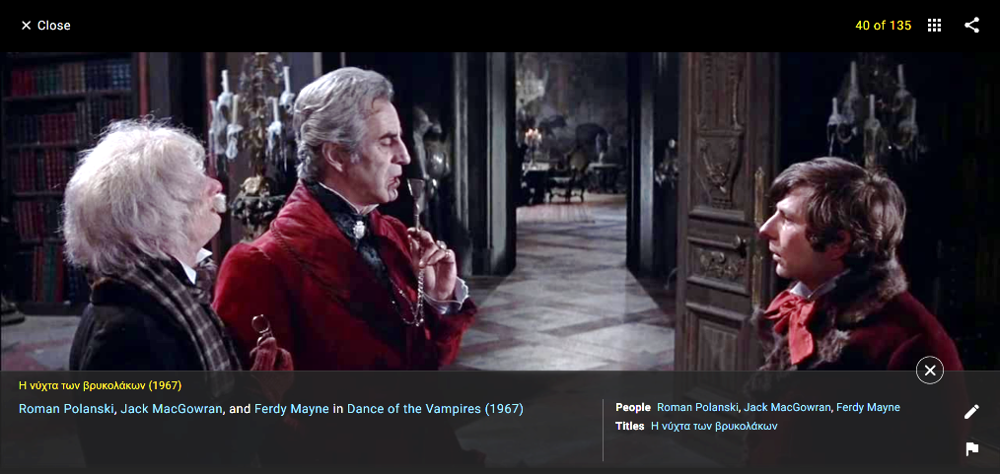 Close
40 of 135
Η νύχτα των βρυκολάκων (1967)
Roman Polanski, Jack MacGowran, and Ferdy Mayne in Dance of the Vampires (1967)
People Roman Polanski, Jack MacGowran, Ferdy Mayne
Titles Η νύχτα των βρυκολάκων